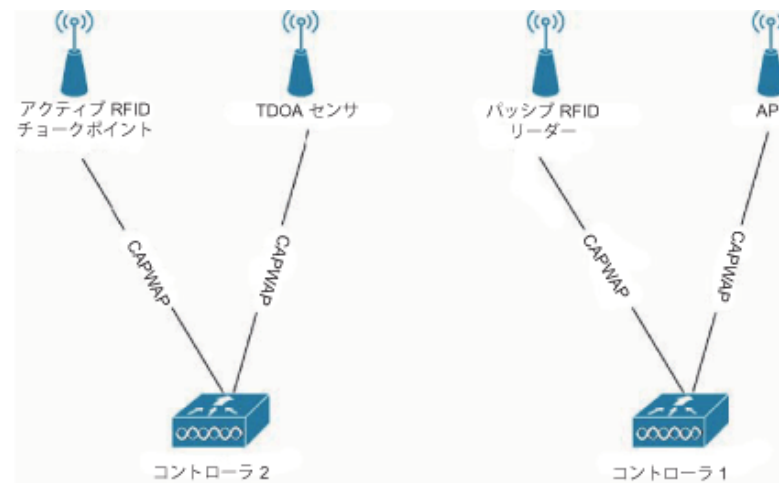 アクティブ RFID
チョークポイント
TDOA センサ
パッシブ RFID
リーダー
AP
CAPWAP
CAPWAP
CAPWAP
CAPWAP
コントローラ 2
コントローラ 1